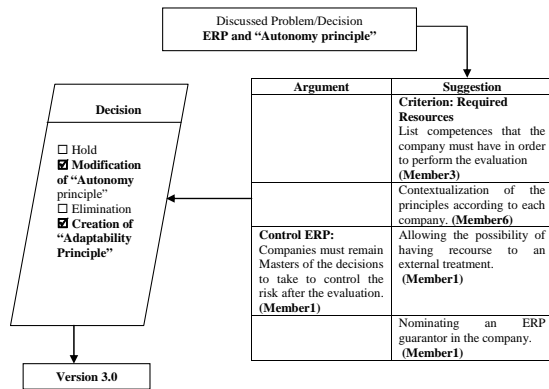 Discussed Problem/Decision
ERP and “Autonomy principle”
Argument
Suggestion
Criterion: Required
Resources
List competences that the
company must have in order
to perform the evaluation
(Member3)
Contextualization of the
principles according to each
company. (Member6)
Control ERP:
Companies must remain
Masters of the decisions
to take to control the
risk after the evaluation.
(Member1)
Allowing the possibility of
having recourse to an
external treatment.
(Member1)
Nominating an ERP
guarantor in the company.
(Member1)
Decision
☐ Hold
☑ Modification
of “Autonomy
principle”
☐ Elimination
☑ Creation of
“Adaptability
Principle”
Version 3.0